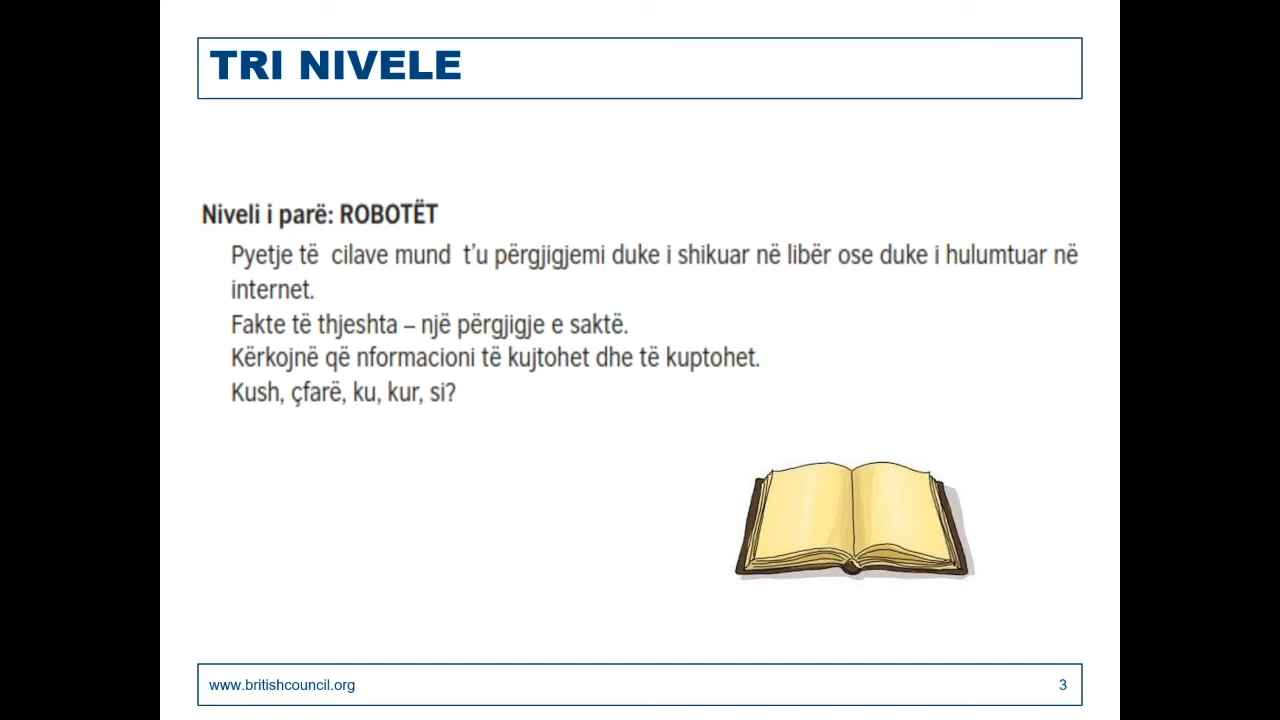 TRI NIVELE
Niveli i parë: ROBOTËT
Pyetje të cilave mund t'u përgjigjemi duke i shikuar në libër ose duke i hulumtuar në
internet.
Fakte të thjeshta – një përgjigje e saktë.
Kërkojnë që nformacioni të kujtohet dhe të kuptohet.
Kush, çfarë, ku, kur, si?
www.britishcouncil.org
3